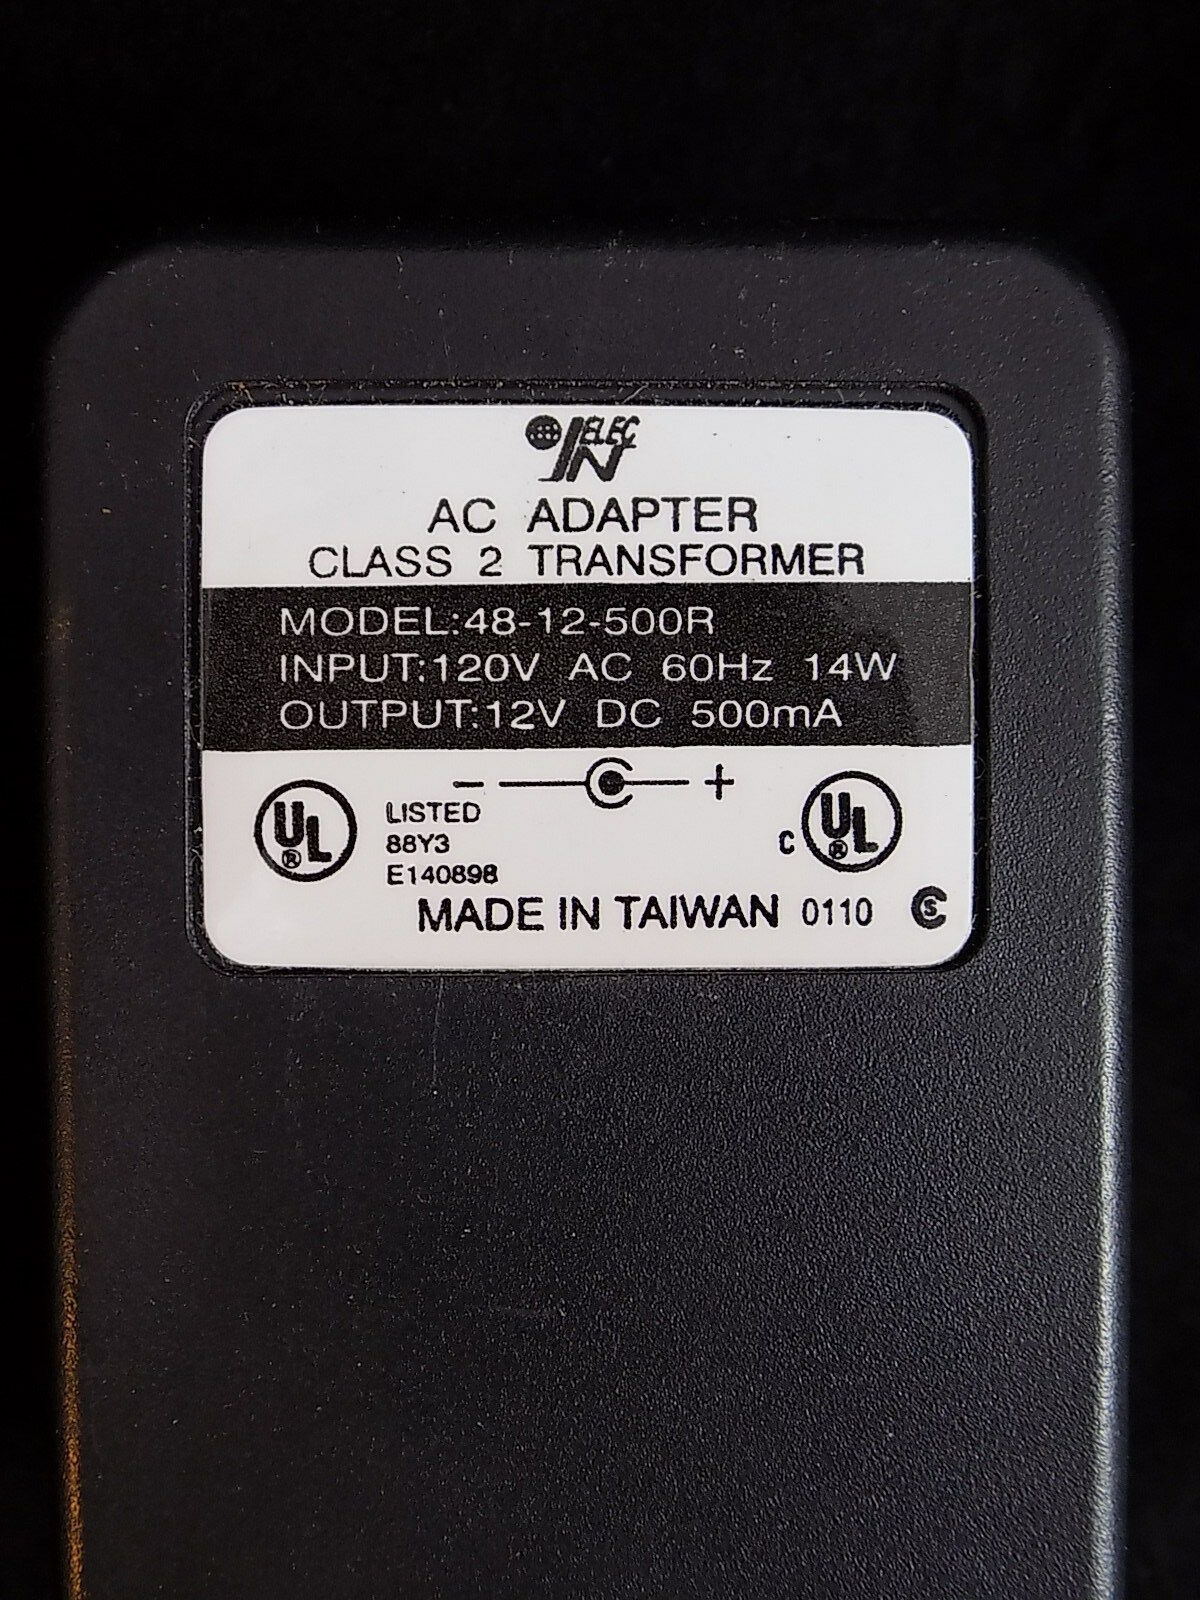 ELEC
IN
AC ADAPTER
CLASS 2 TRANSFORMER
MODEL:48-12-500R
INPUT:120V AC 60Hz 14W
OUTPUT:12V DC 500mA
- +
UL® LISTED
88Y3
E140898
C UL®
MADE IN TAIWAN 0110